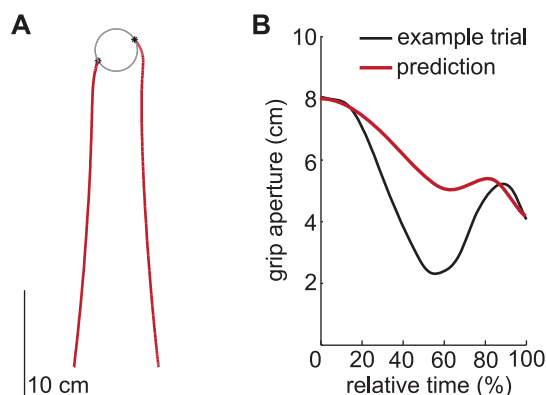 A
10 cm
B
example trial
prediction
grip aperture (cm)
10
8
6
4
2
0
20
40
60
80
100
relative time (%)